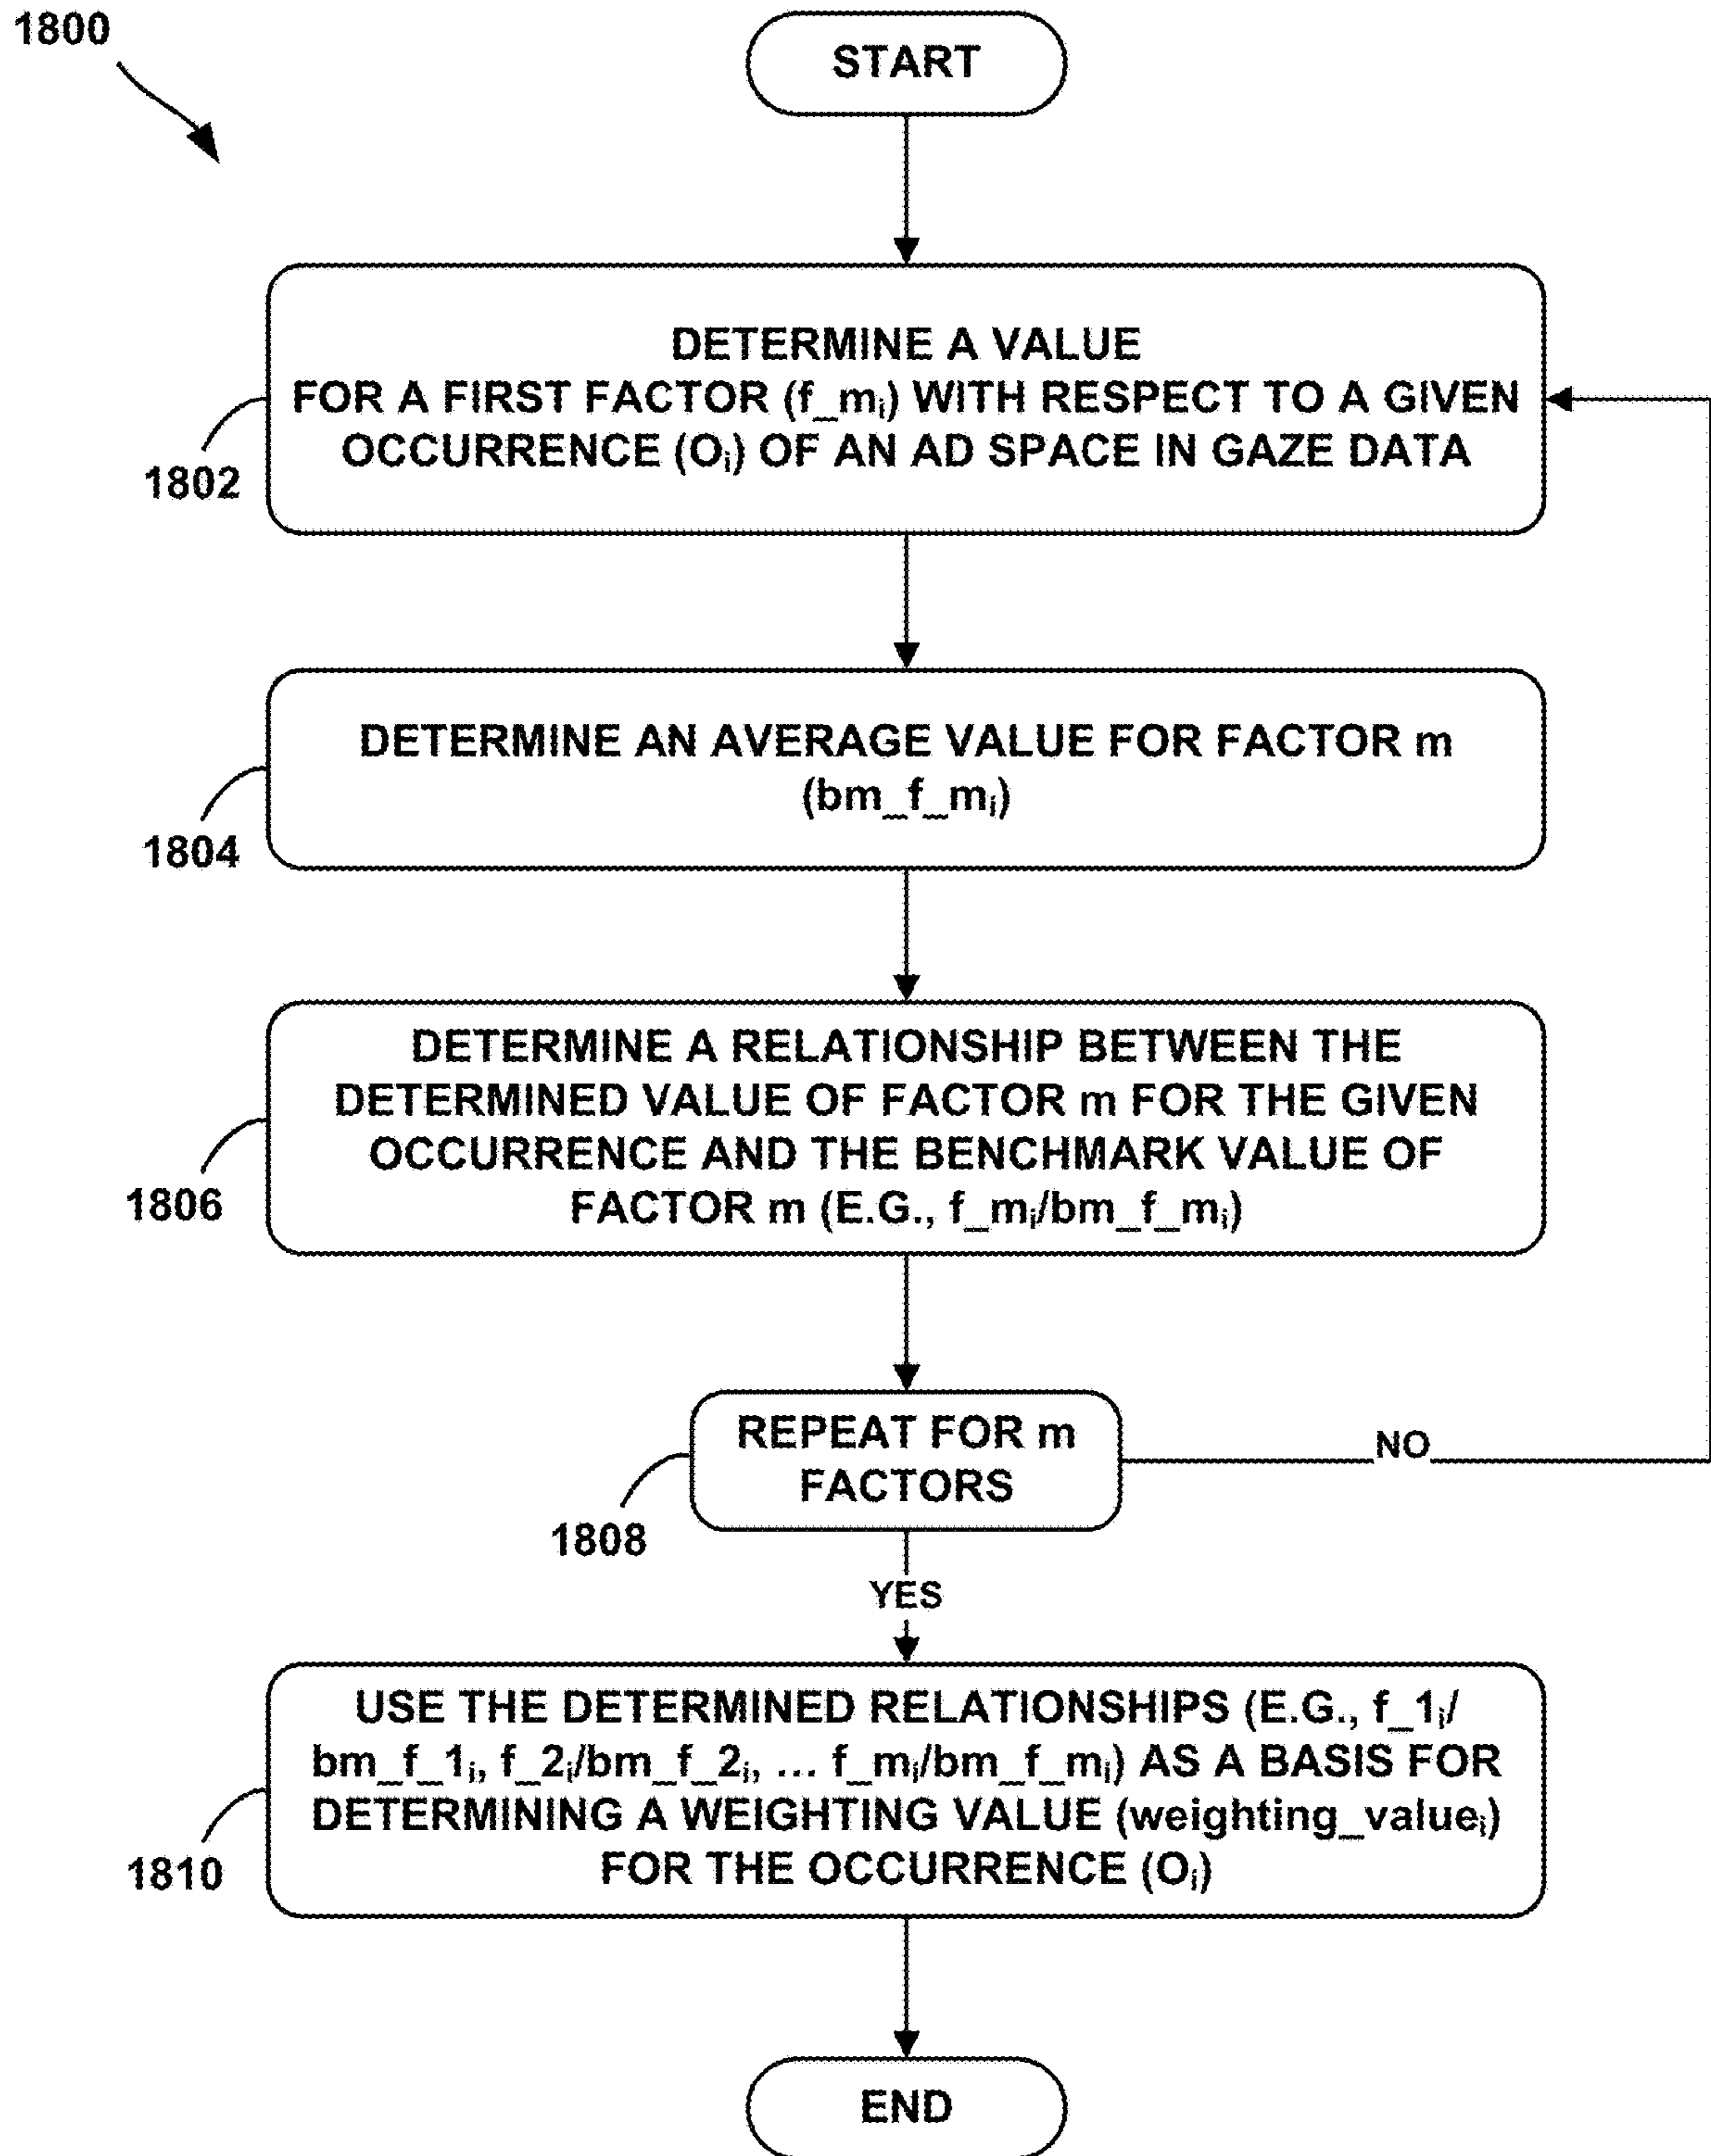 1800
START
DETERMINE A VALUE
FOR A FIRST FACTOR (f_mᵢ) WITH RESPECT TO A GIVEN
OCCURRENCE (Oᵢ) OF AN AD SPACE IN GAZE DATA
1802
DETERMINE AN AVERAGE VALUE FOR FACTOR m
(bm_f_mᵢ)
1804
DETERMINE A RELATIONSHIP BETWEEN THE
DETERMINED VALUE OF FACTOR m FOR THE GIVEN
OCCURRENCE AND THE BENCHMARK VALUE OF
FACTOR m (E.G., f_mᵢ/bm_f_mᵢ)
1806
REPEAT FOR m
FACTORS
NO
1808
YES
USE THE DETERMINED RELATIONSHIPS (E.G., f_1ᵢ/
bm_f_1ᵢ, f_2ᵢ/bm_f_2ᵢ, … f_mᵢ/bm_f_mᵢ) AS A BASIS FOR
DETERMINING A WEIGHTING VALUE (weighting_valueᵢ)
FOR THE OCCURRENCE (Oᵢ)
1810
END